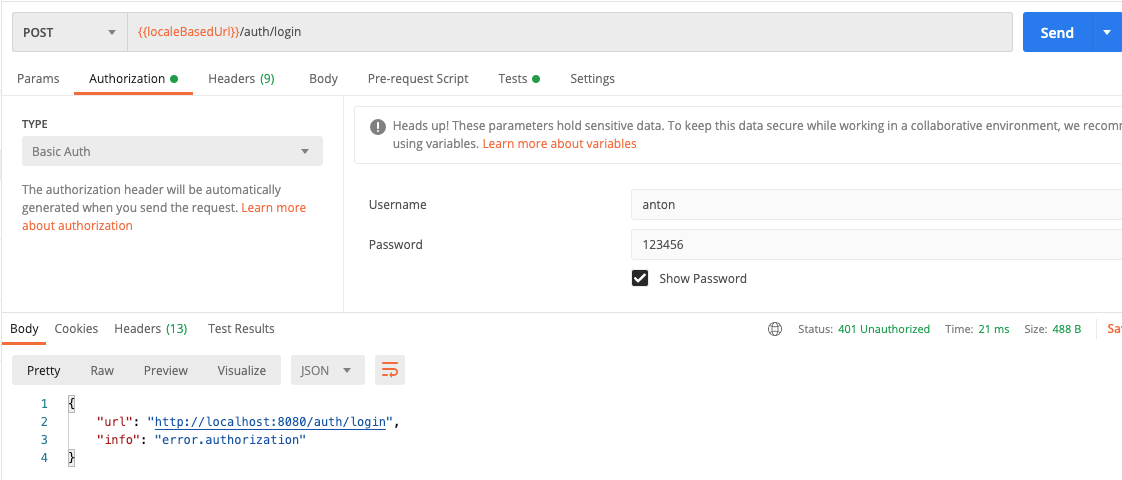 POST {{localeBasedUrl}}/auth/login Send
Params Authorization Headers (9) Body Pre-request Script Tests Settings
TYPE
Basic Auth
The authorization header will be automatically
generated when you send the request. Learn more
about authorization
Heads up! These parameters hold sensitive data. To keep this data secure while working in a collaborative environment, we recomm
using variables. Learn more about variables
Username anton
Password 123456
Show Password
Body Cookies Headers (13) Test Results Status: 401 Unauthorized Time: 21 ms Size: 488 B Sa
Pretty Raw Preview Visualize JSON
1 {
2 "url": "http://localhost:8080/auth/login",
3 "info": "error.authorization"
4 }